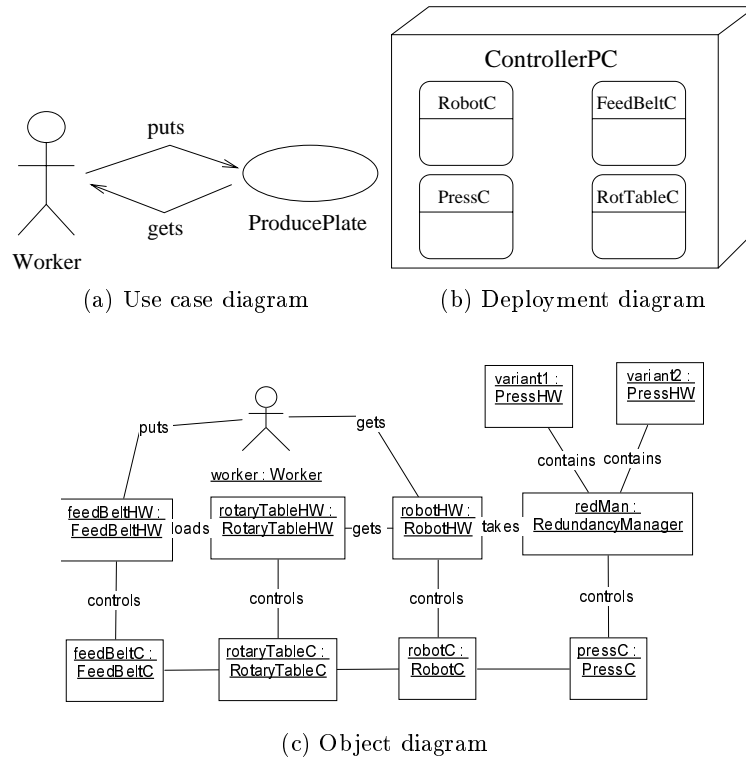 puts
gets
Worker
ProducePlate
(a) Use case diagram
ControllerPC
RobotC
FeedBeltC
PressC
RotTableC
(b) Deployment diagram
variant1 :
PressHW
variant2 :
PressHW
puts
gets
contains
contains
worker : Worker
feedBeltHW :
FeedBeltHW
loads
rotaryTableHW :
RotaryTableHW
gets
robotHW :
RobotHW
takes
redMan :
RedundancyManager
controls
controls
controls
controls
feedBeltC :
FeedBeltC
rotaryTableC :
RotaryTableC
robotC :
RobotC
pressC :
PressC
(c) Object diagram